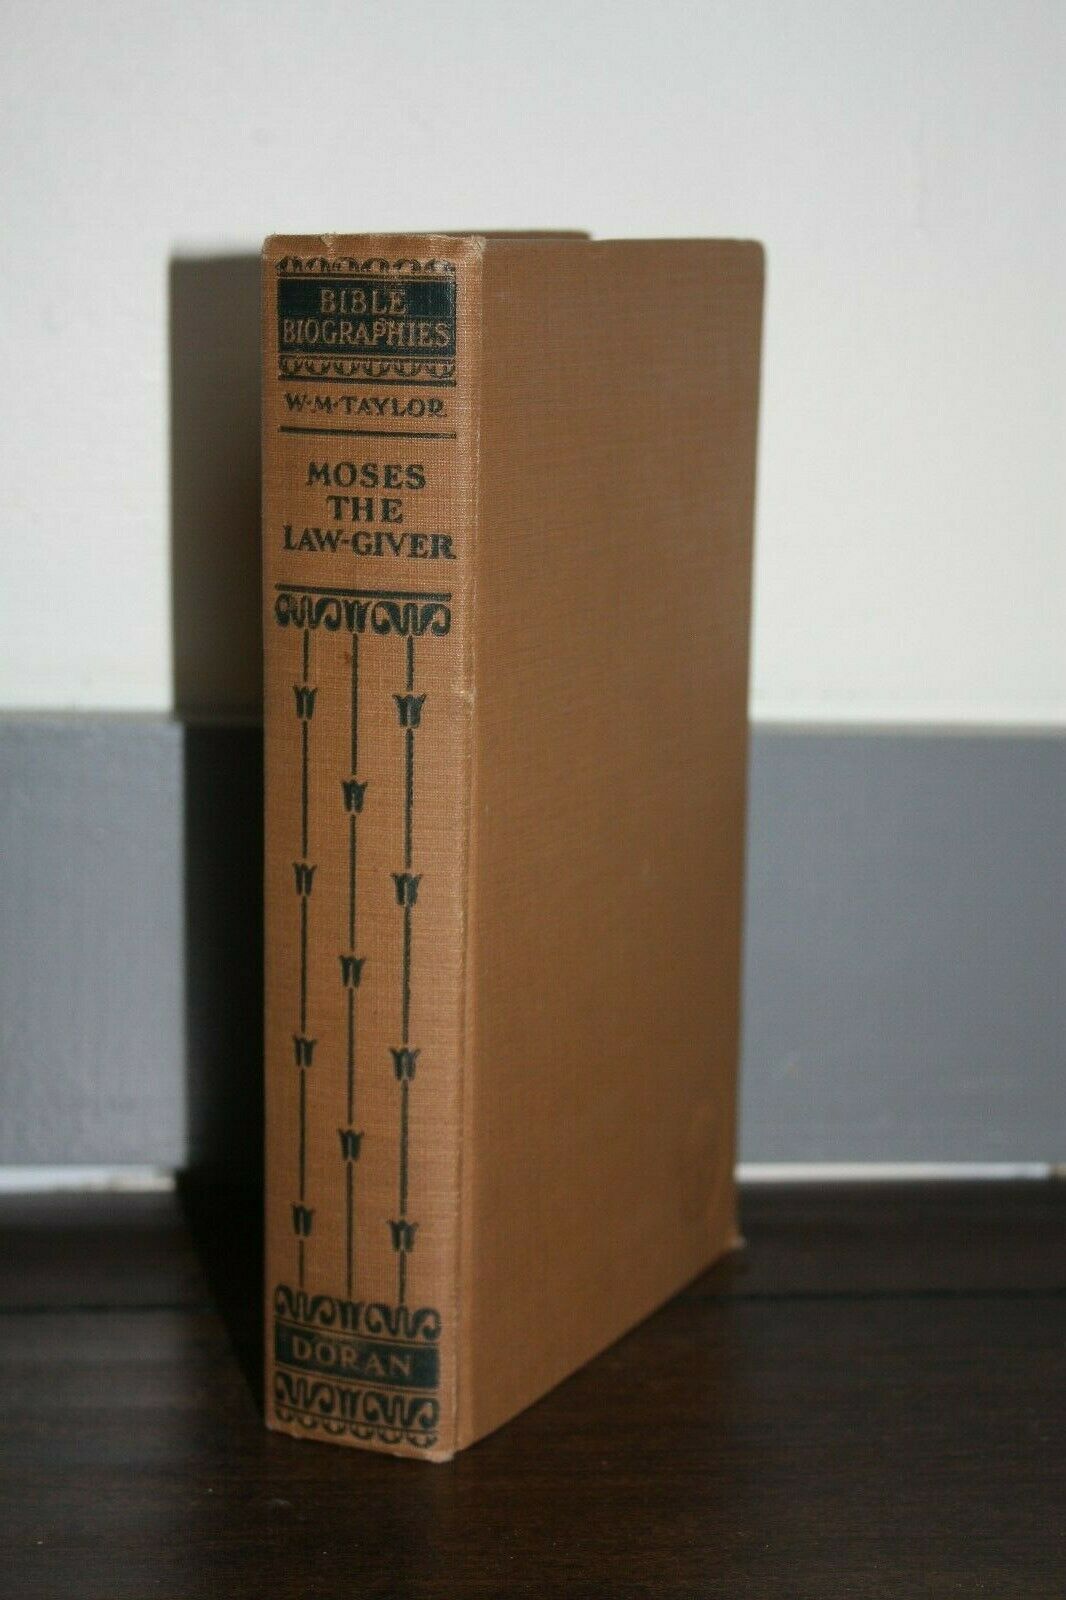 BIBLE
BIOGRAPHIES
W·M·TAYLOR
MOSES
THE
LAW-GIVER
DORAN